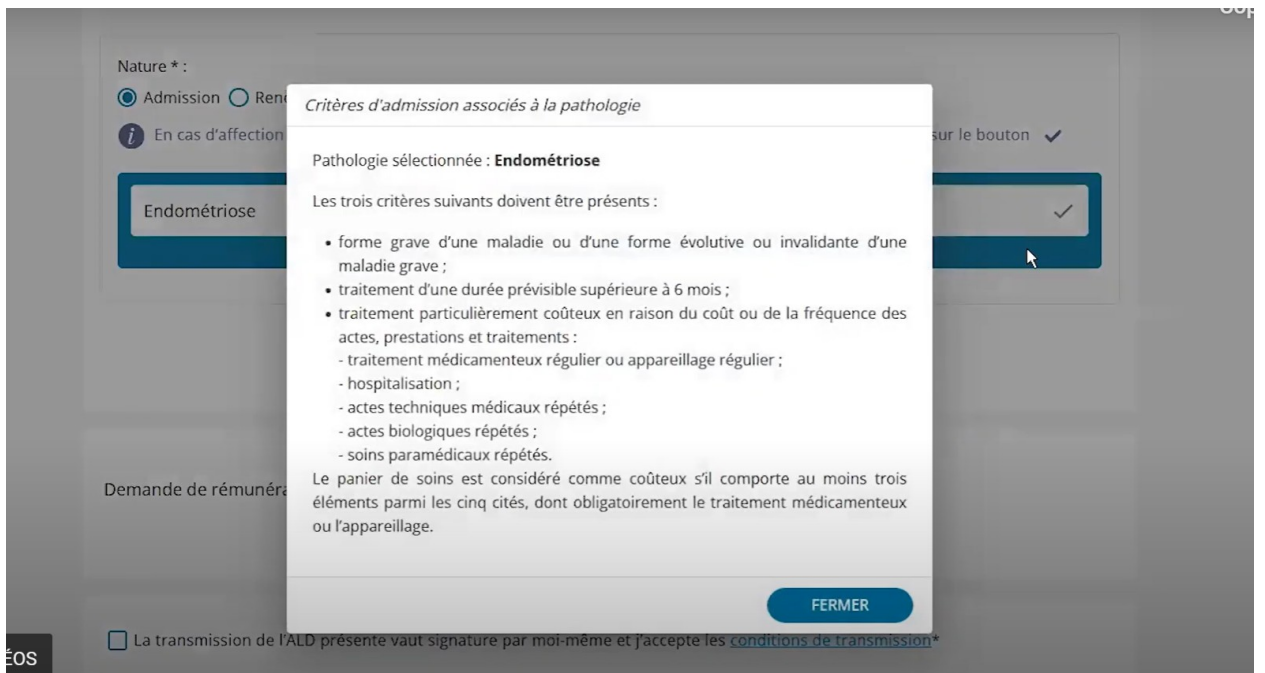 Nature * :
Admission
Critères d'admission associés à la pathologie
En cas d'affection
sur le bouton
Pathologie sélectionnée : Endométriose
Endométriose
Les trois critères suivants doivent être présents :
• forme grave d'une maladie ou d'une forme évolutive ou invalidante d'une
maladie grave ;
• traitement d'une durée prévisible supérieure à 6 mois ;
• traitement particulièrement coûteux en raison du coût ou de la fréquence des
actes, prestations et traitements :
- traitement médicamenteux régulier ou appareillage régulier ;
- hospitalisation ;
- actes techniques médicaux répétés ;
- actes biologiques répétés ;
- soins paramédicaux répétés.
Le panier de soins est considéré comme coûteux s'il comporte au moins trois
éléments parmi les cinq cités, dont obligatoirement le traitement médicamenteux
ou l'appareillage.
Demande de
FERMER
La transmission de l'ALD présente vaut signature par moi-même et j'accepte les conditions de transmission*